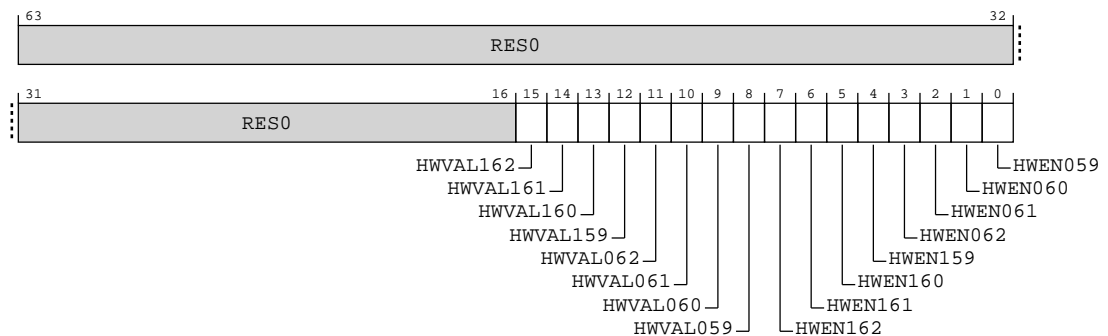 63 32
RES0
31 16 15 14 13 12 11 10 9 8 7 6 5 4 3 2 1 0
RES0
HWVAL162 HWEN059
HWVAL161 HWEN060
HWVAL160 HWEN061
HWVAL159 HWEN062
HWVAL062 HWEN159
HWVAL061 HWEN160
HWVAL060 HWEN161
HWVAL059 HWEN162